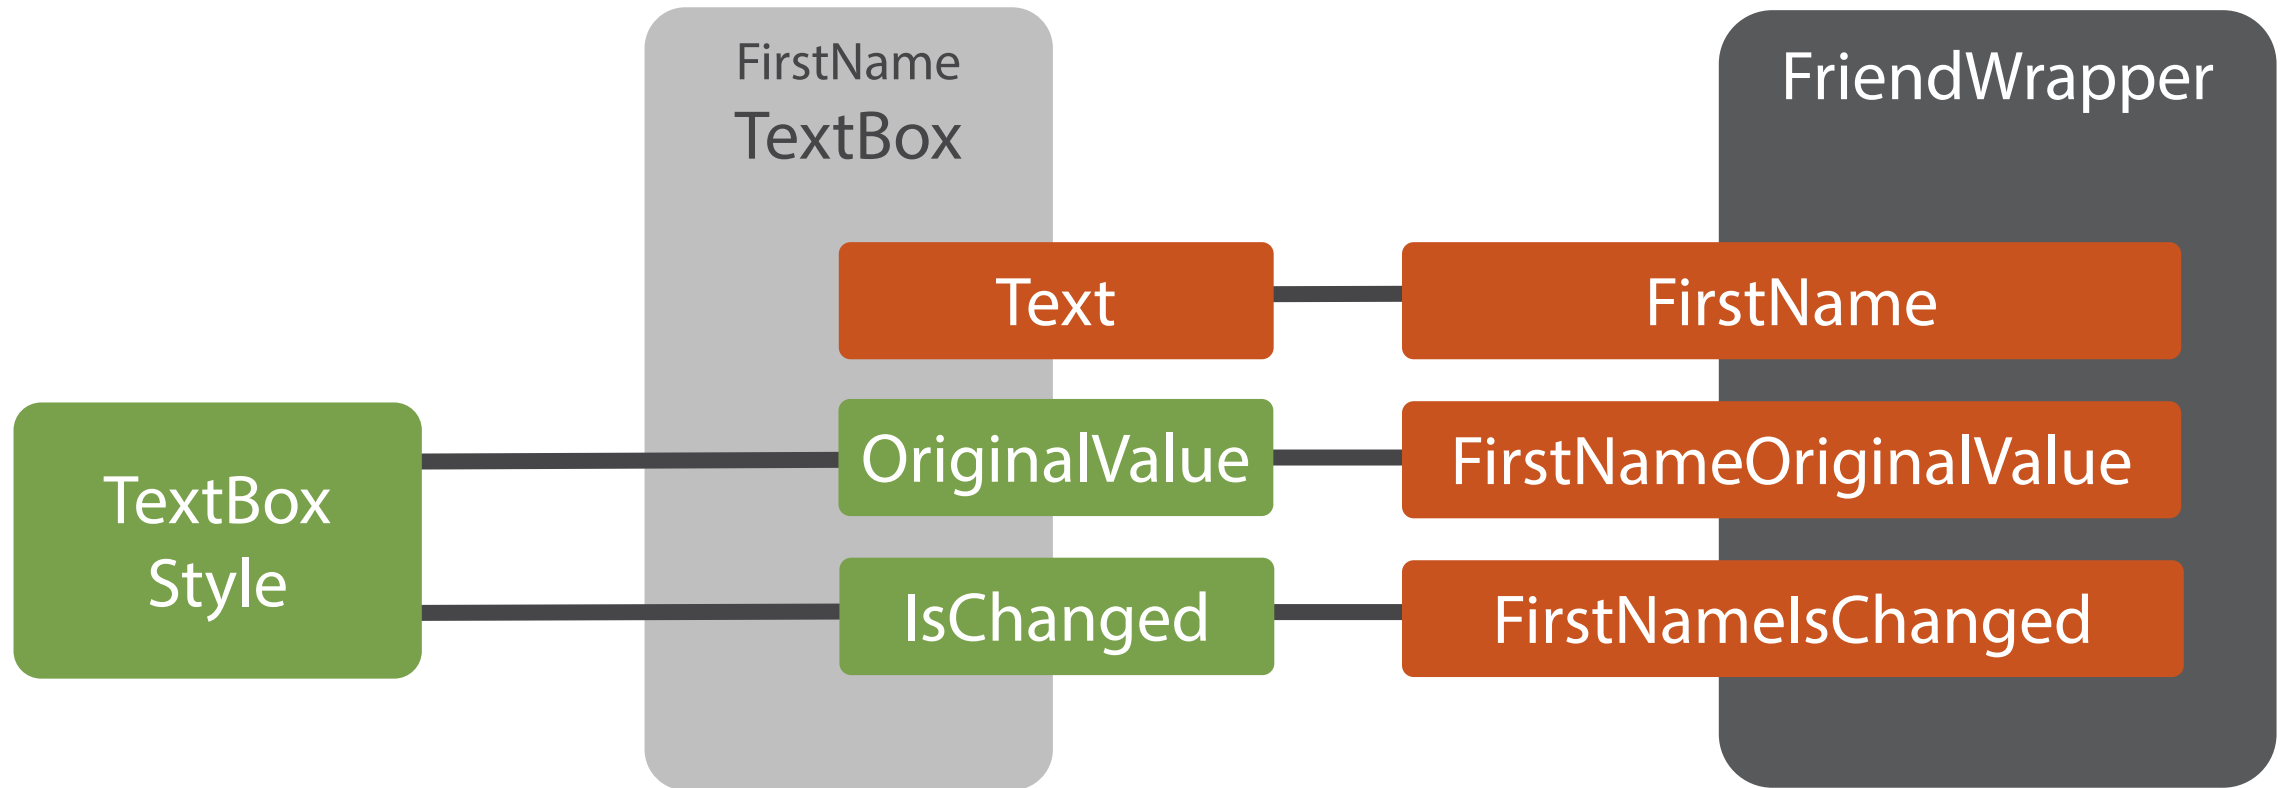 FirstName
TextBox
FriendWrapper
Text
FirstName
OriginalValue
FirstNameOriginalValue
TextBox
Style
IsChanged
FirstNameIsChanged